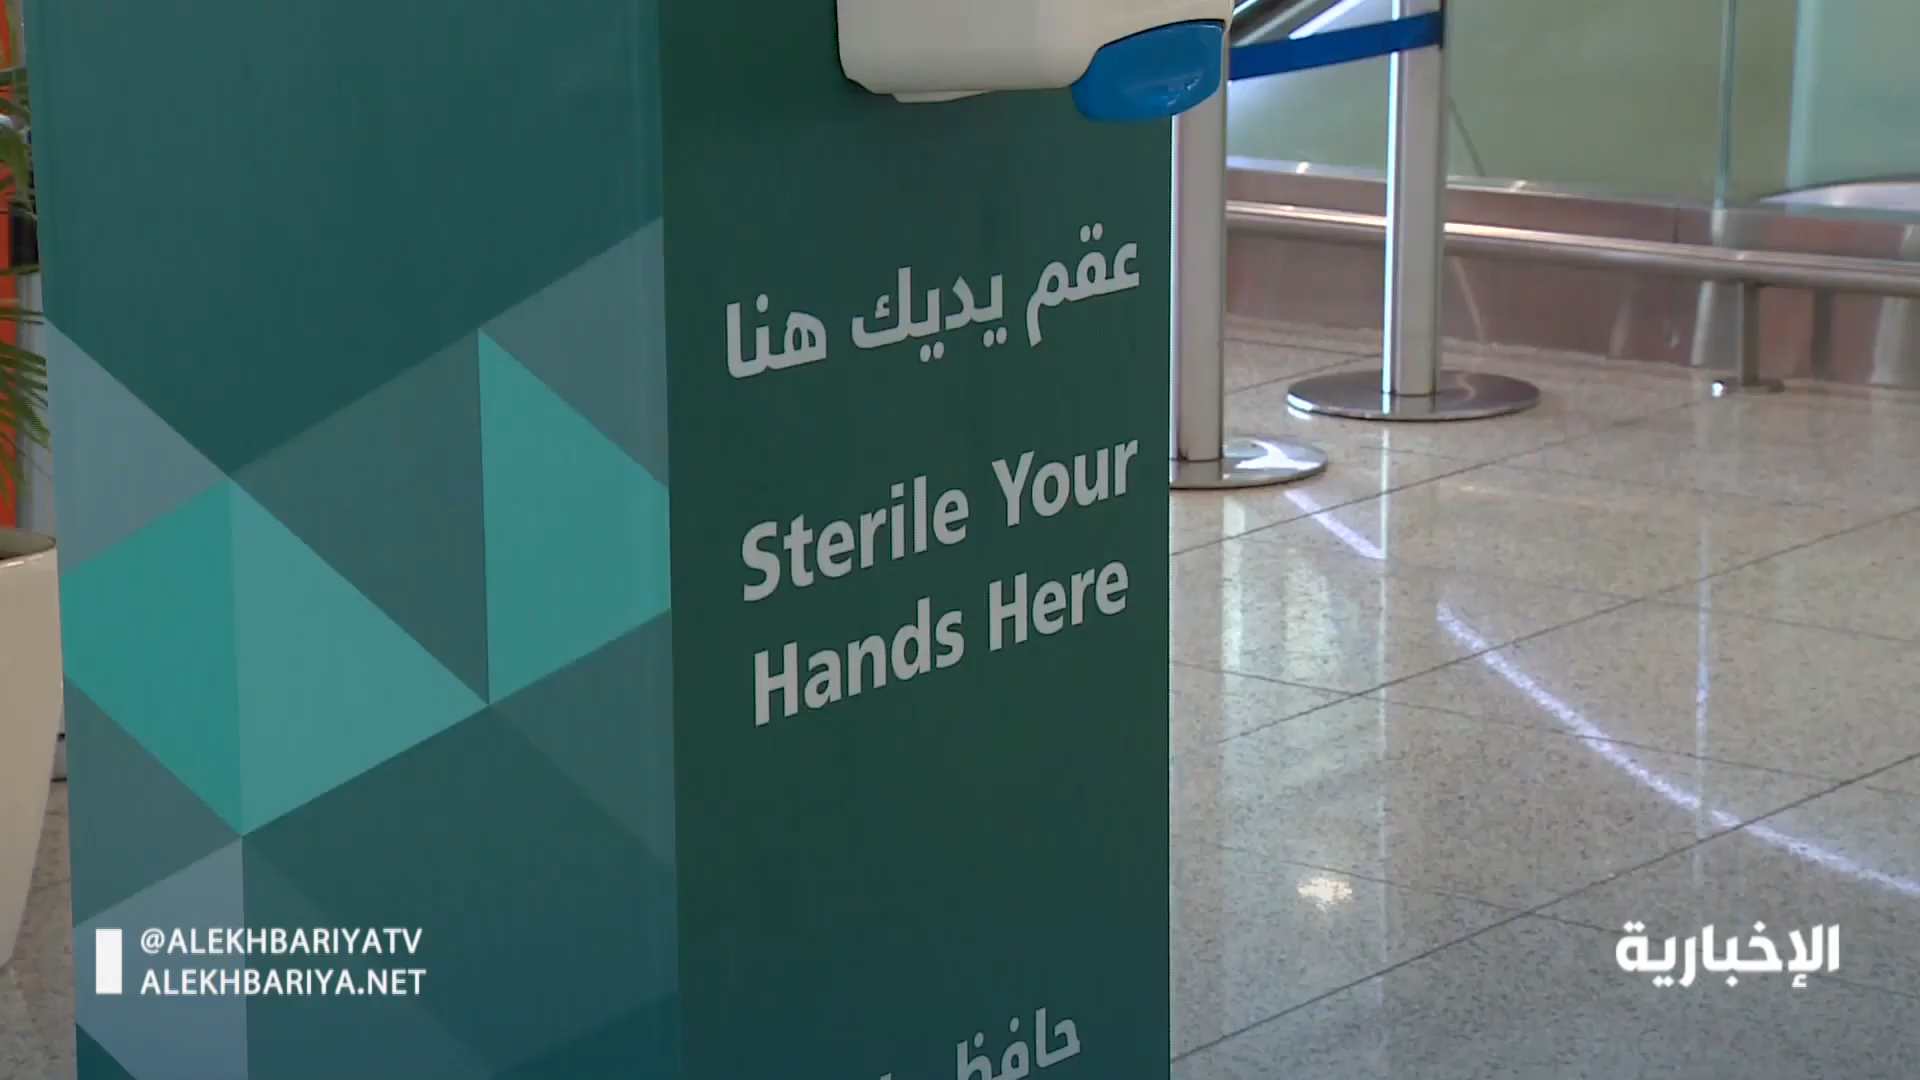 عقم يديك هنا
Sterile Your
Hands Here
@ALEKHBARIYATV
ALEKHBARIYA.NET
الإخبارية